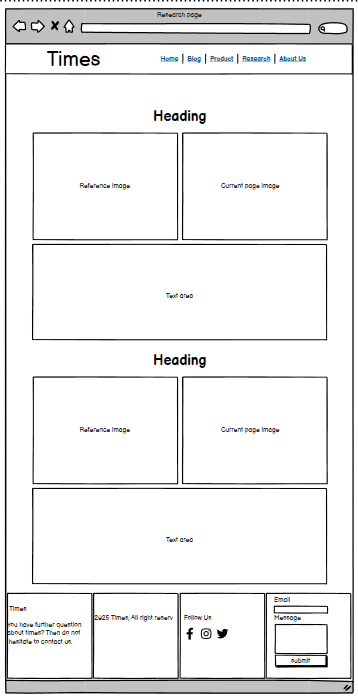 Research page
Times
Home | Blog | Product | Research | About Us
Heading
Reference Image
Current page Image
Text area
Heading
Reference Image
Current page Image
Text area
Times
You have further question
about times? Then do not
hesitate to contact us.
2025 Times, All right reserv
Follow Us
Email
Message
submit